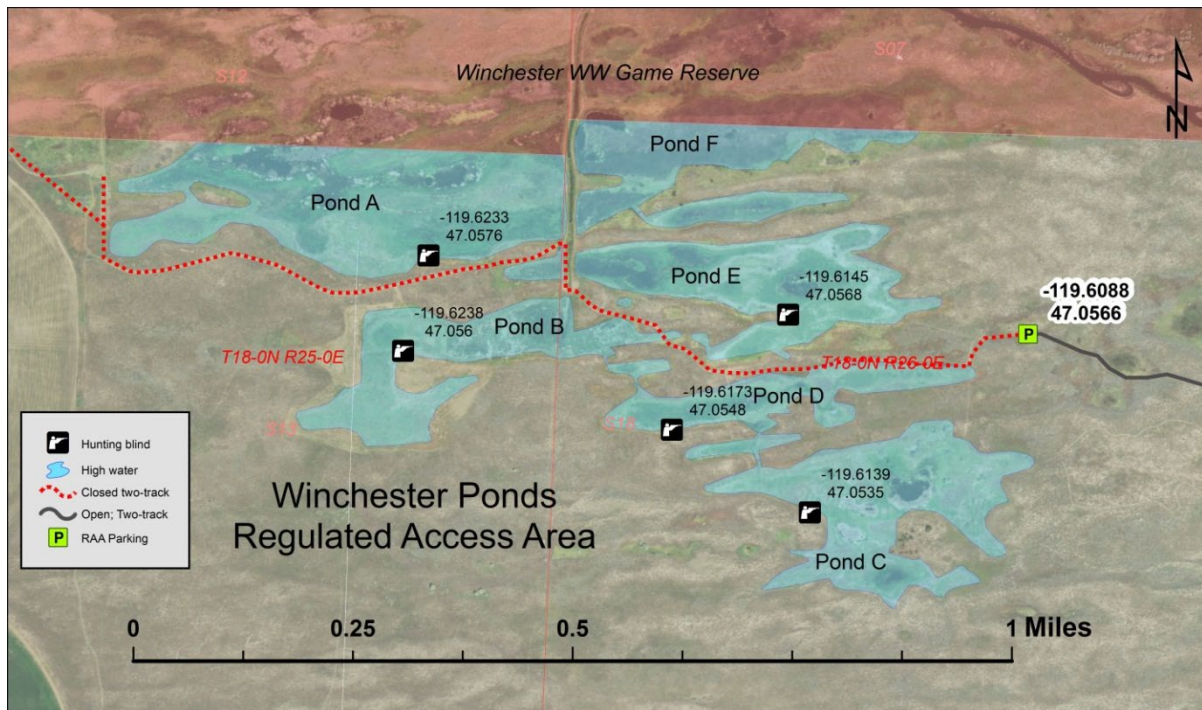 S12
S07
Winchester WW Game Reserve
N
Pond F
Pond A
-119.6233
47.0576
Pond E
-119.6145
47.0568
-119.6088
47.0566
P
-119.6238
47.056
Pond B
T18-0N R25-0E
T18-0N R26-0E
-119.6173
47.0548
Pond D
S13
S18
Hunting blind
High water
Closed two-track
Open; Two-track
P
RAA Parking
Winchester Ponds
Regulated Access Area
-119.6139
47.0535
Pond C
0
0.25
0.5
1 Miles